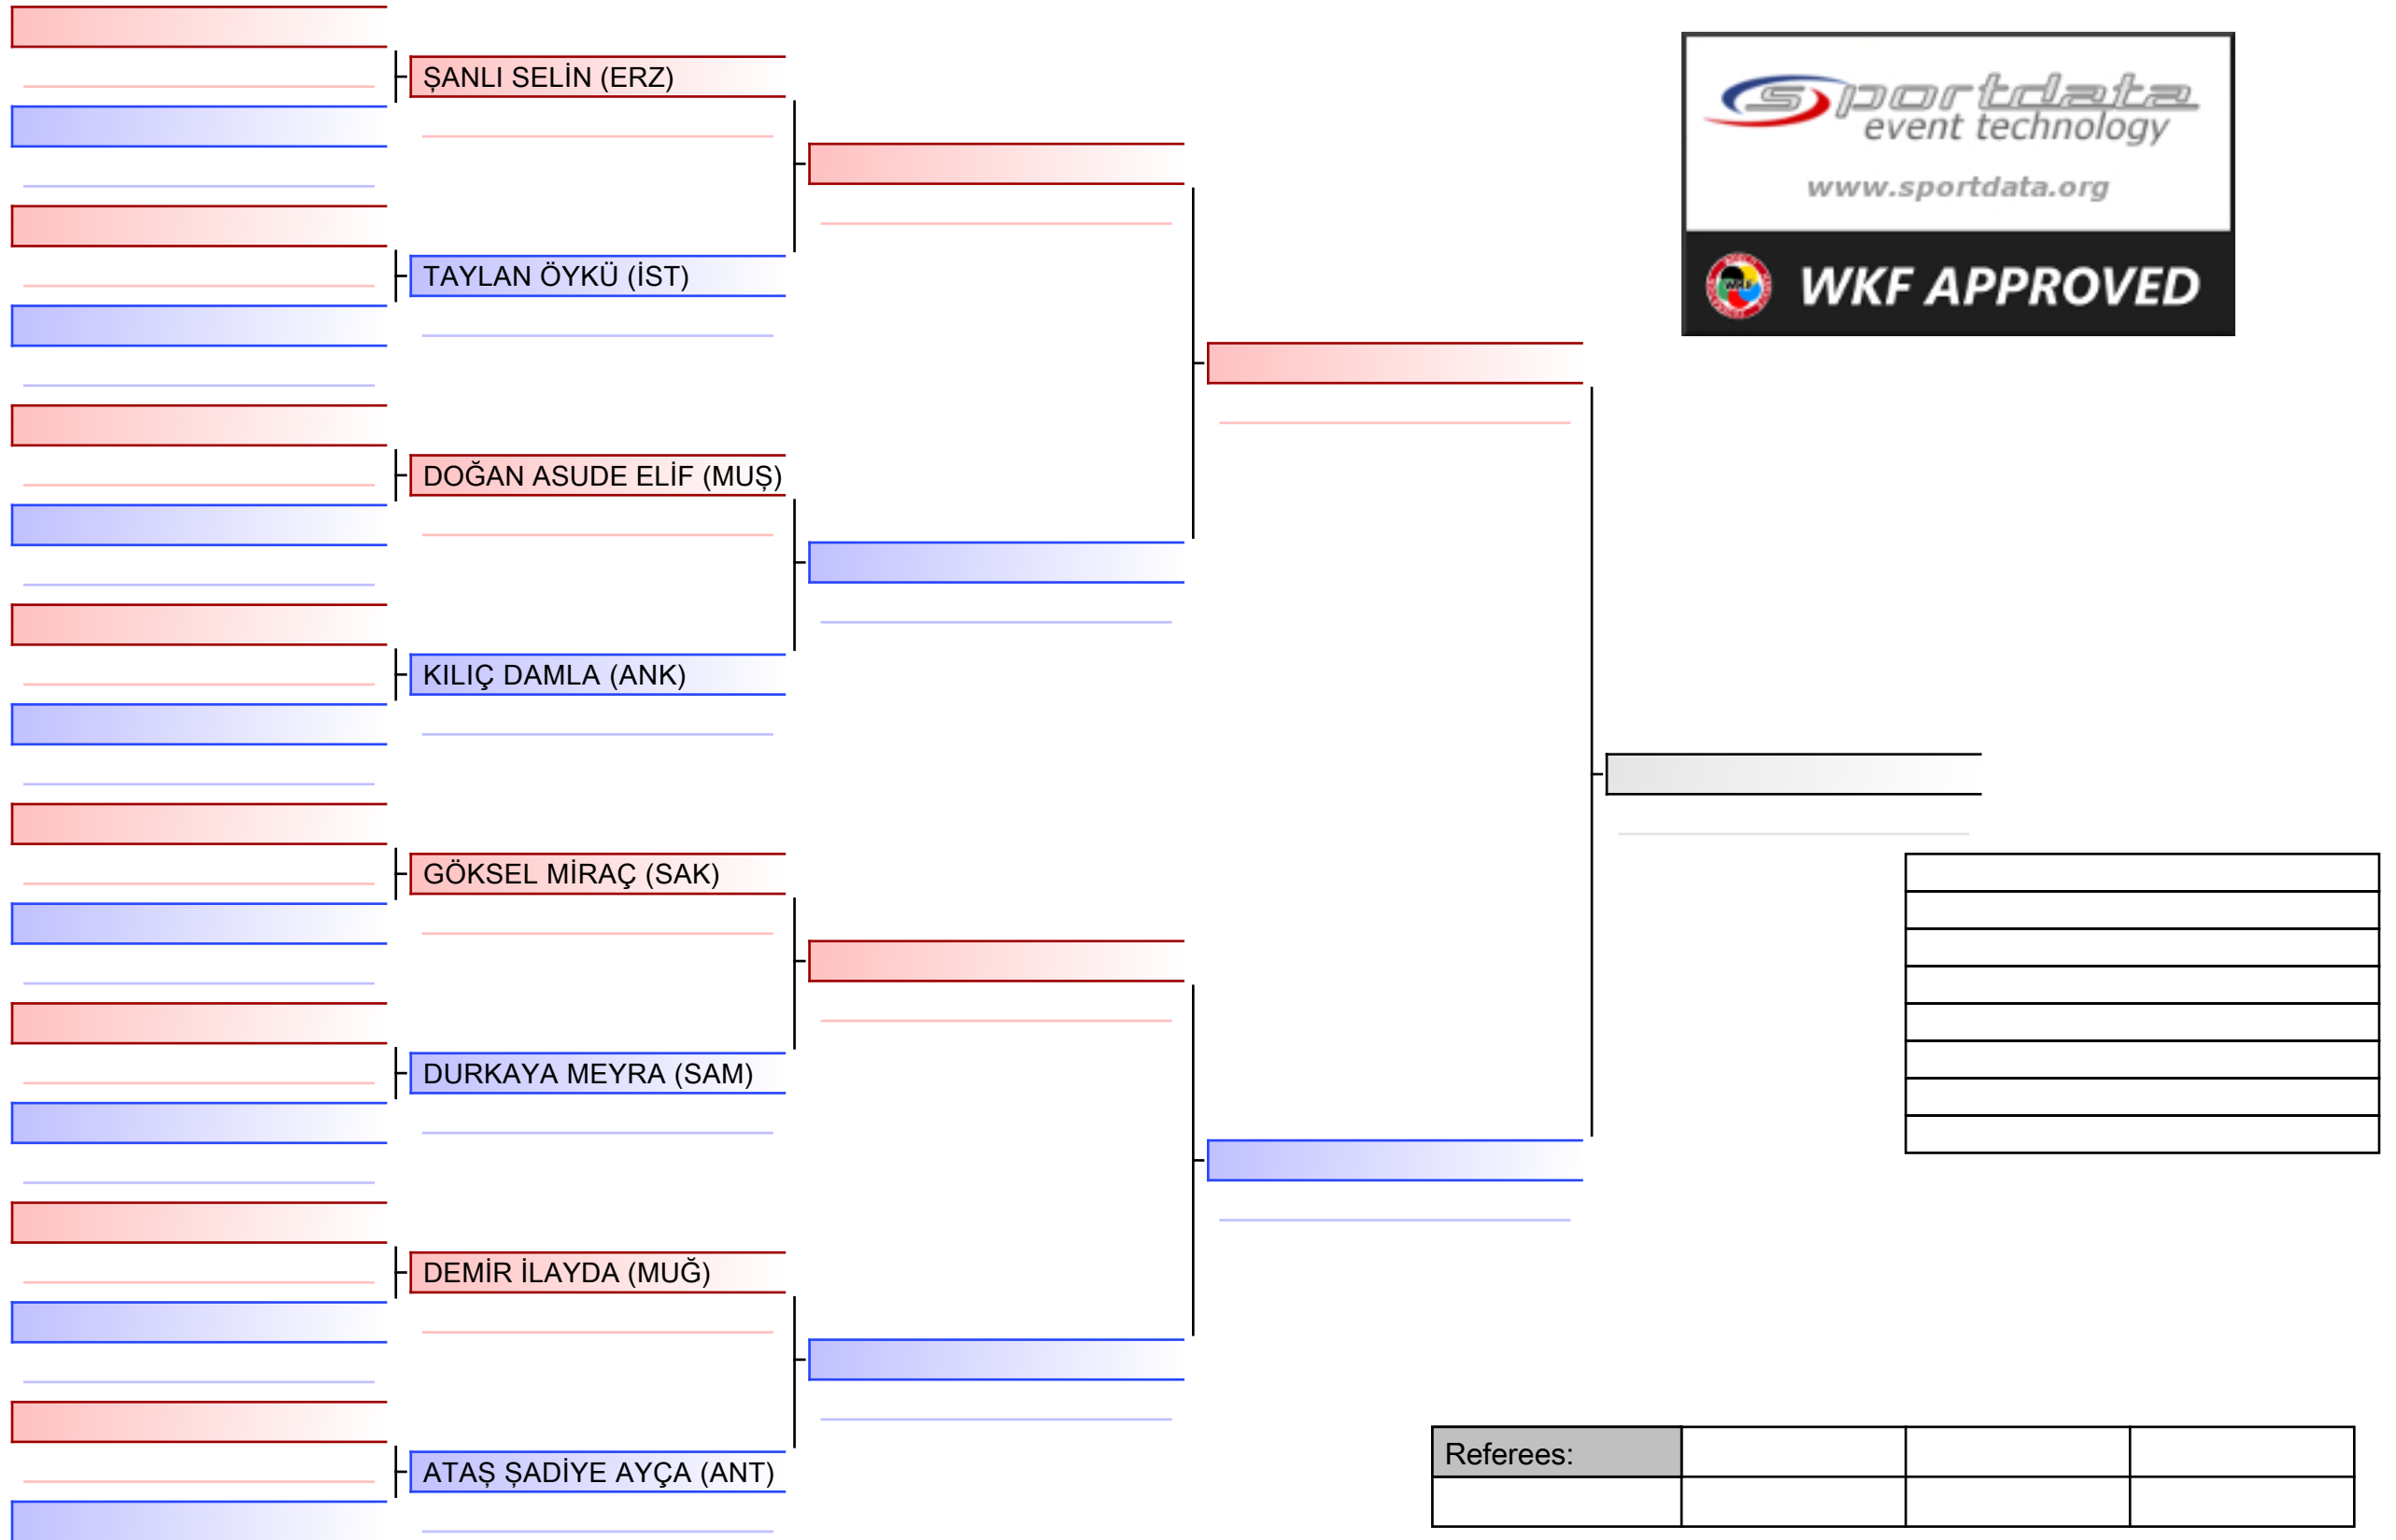 ŞANLI SELİN (ERZ)
TAYLAN ÖYKÜ (İST)
DOĞAN ASUDE ELİF (MUŞ)
KILIÇ DAMLA (ANK)
GÖKSEL MİRAÇ (SAK)
DURKAYA MEYRA (SAM)
DEMİR İLAYDA (MUĞ)
ATAŞ ŞADİYE AYÇA (ANT)
sportdata
event technology
www.sportdata.org
WKF APPROVED
Referees: